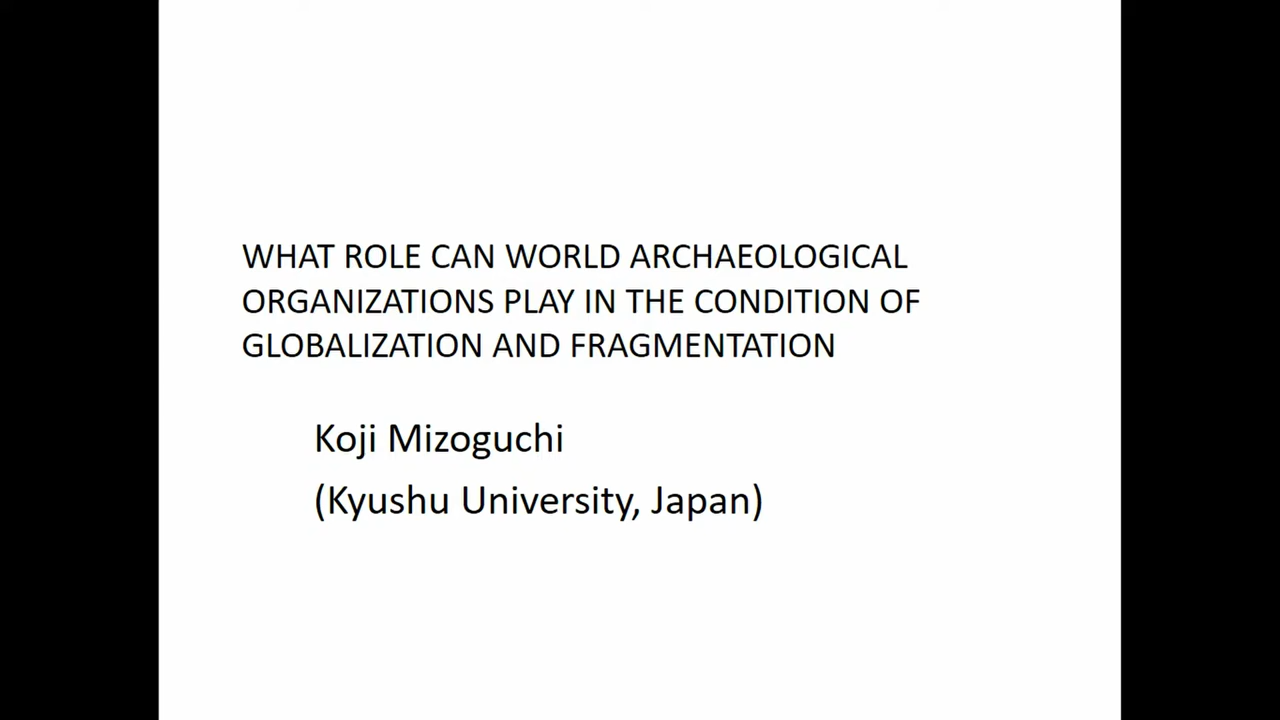 WHAT ROLE CAN WORLD ARCHAEOLOGICAL
ORGANIZATIONS PLAY IN THE CONDITION OF
GLOBALIZATION AND FRAGMENTATION
Koji Mizoguchi
(Kyushu University, Japan)